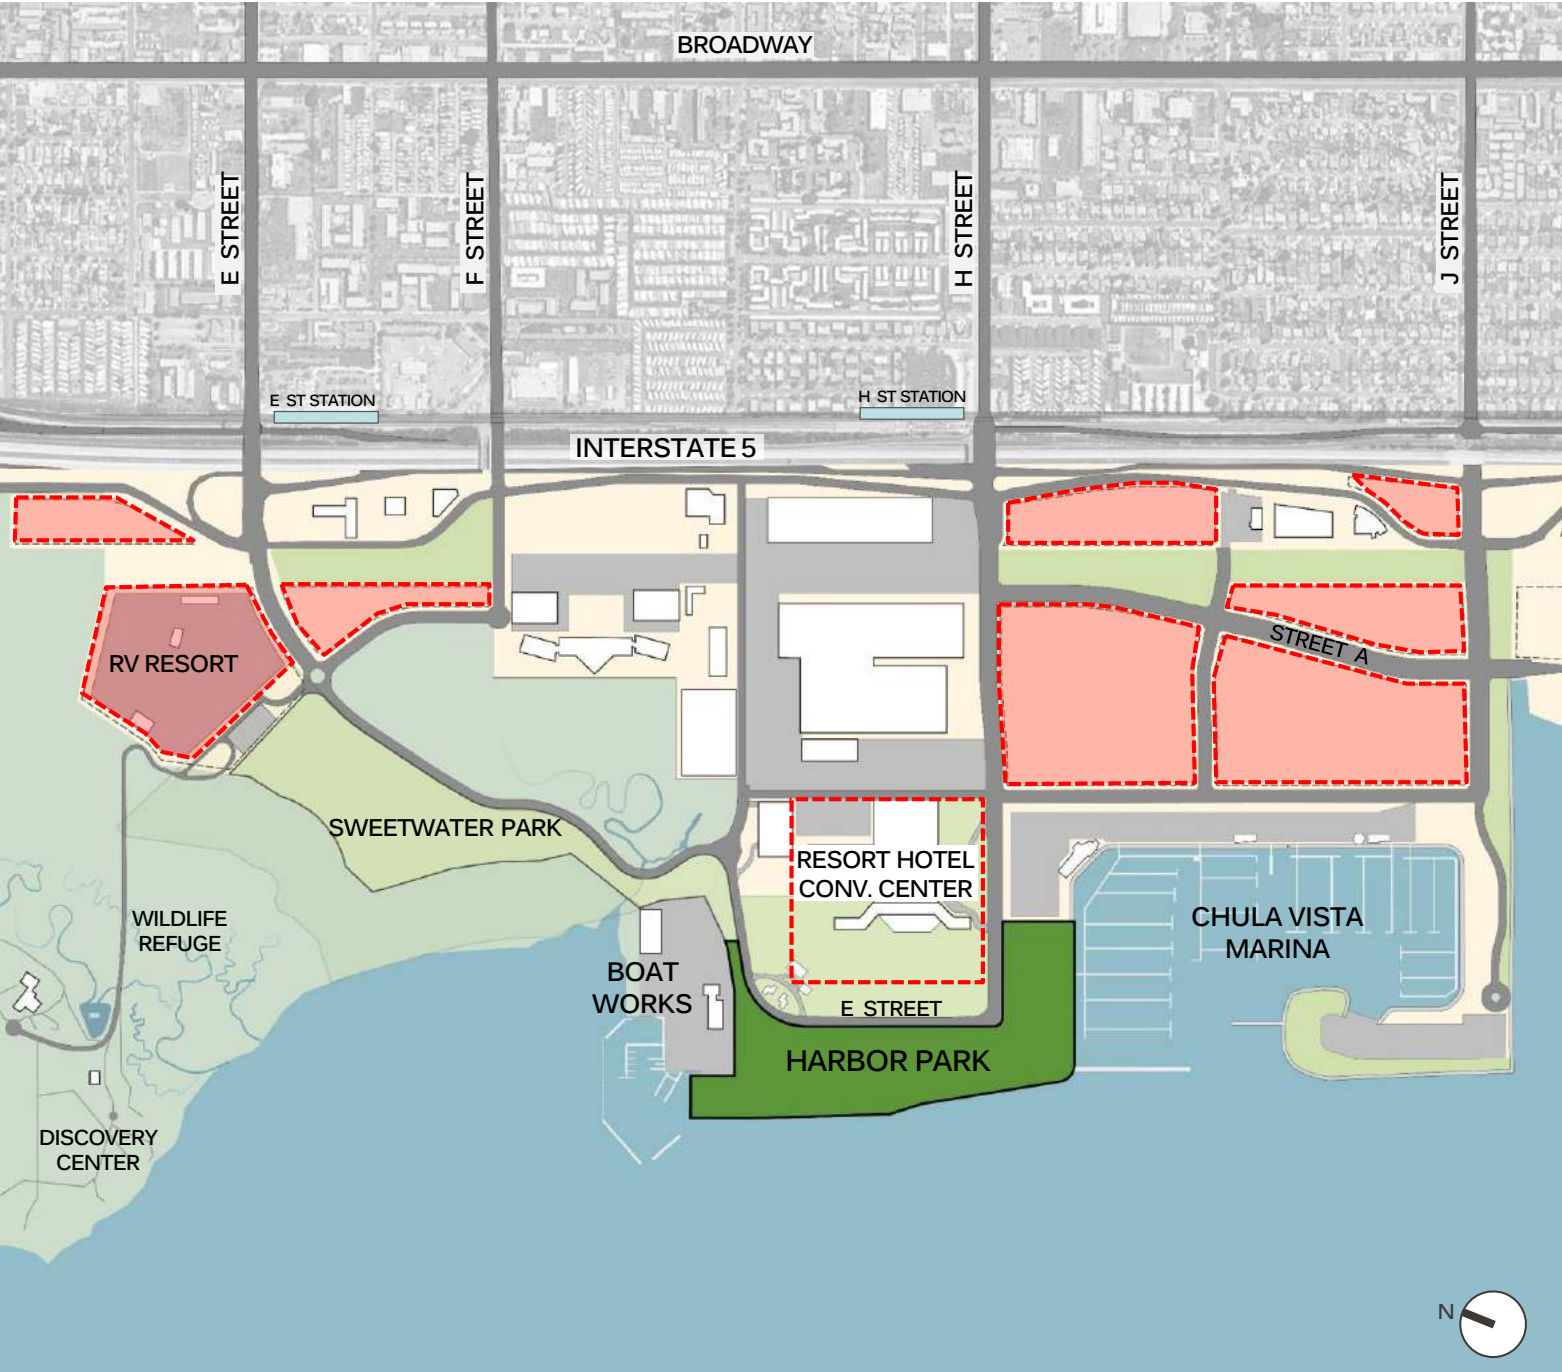 BROADWAY
E STREET
F STREET
H STREET
J STREET
E ST STATION
H ST STATION
INTERSTATE 5
RV RESORT
STREET A
SWEETWATER PARK
RESORT HOTEL
CONV. CENTER
WILDLIFE
REFUGE
CHULA VISTA
MARINA
BOAT
WORKS
E STREET
HARBOR PARK
DISCOVERY
CENTER
N